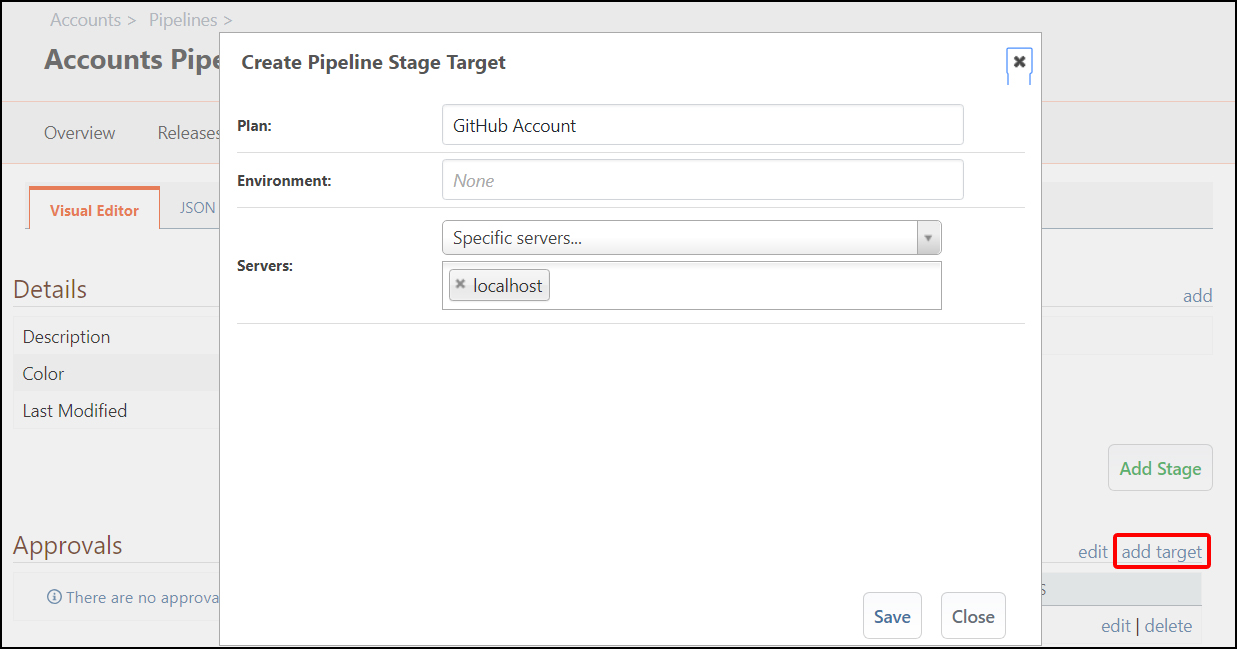 Accounts > Pipelines >
Accounts Pipe
Overview Releases
Visual Editor JSON
Details
add
Description
Color
Last Modified
Add Stage
Approvals
edit add target
There are no approva
S
edit | delete
Create Pipeline Stage Target
Plan: GitHub Account
Environment: None
Servers: Specific servers...
localhost
Save Close